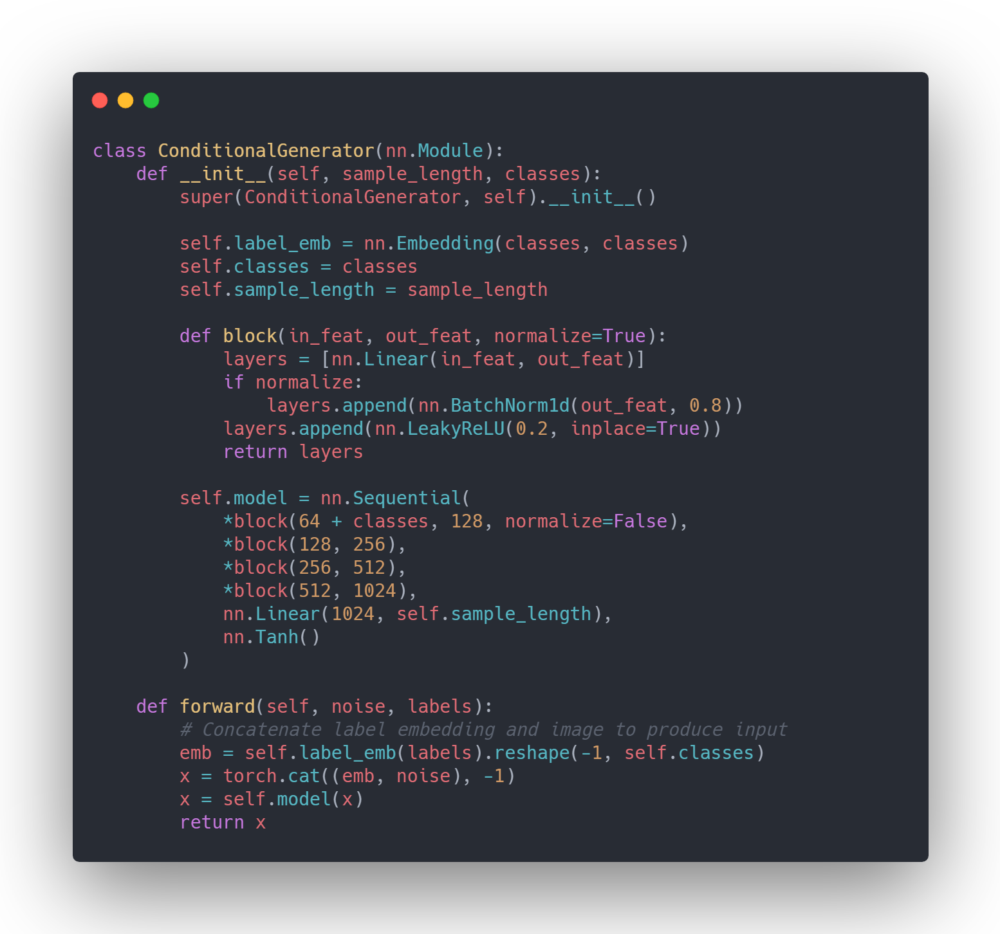 class ConditionalGenerator(nn.Module):
    def __init__(self, sample_length, classes):
        super(ConditionalGenerator, self).__init__()

        self.label_emb = nn.Embedding(classes, classes)
        self.classes = classes
        self.sample_length = sample_length

        def block(in_feat, out_feat, normalize=True):
            layers = [nn.Linear(in_feat, out_feat)]
            if normalize:
                layers.append(nn.BatchNorm1d(out_feat, 0.8))
            layers.append(nn.LeakyReLU(0.2, inplace=True))
            return layers

        self.model = nn.Sequential(
            *block(64 + classes, 128, normalize=False),
            *block(128, 256),
            *block(256, 512),
            *block(512, 1024),
            nn.Linear(1024, self.sample_length),
            nn.Tanh()
        )

    def forward(self, noise, labels):
        # Concatenate label embedding and image to produce input
        emb = self.label_emb(labels).reshape(-1, self.classes)
        x = torch.cat((emb, noise), -1)
        x = self.model(x)
        return x